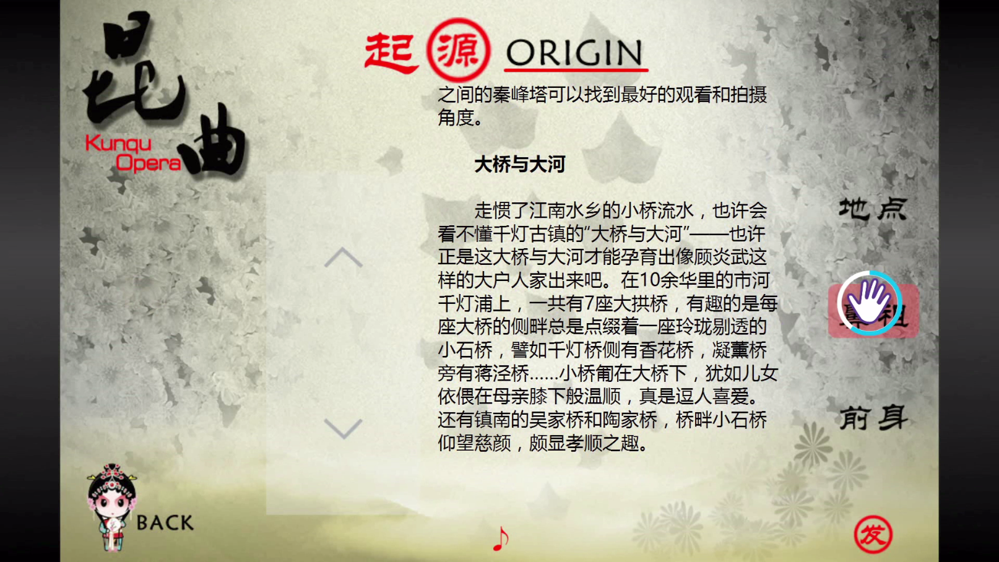 昆曲
Kunqu
Opera
起源 ORIGIN
之间的秦峰塔可以找到最好的观看和拍摄
角度。
大桥与大河
走惯了江南水乡的小桥流水，也许会
看不懂千灯古镇的“大桥与大河”——也许
正是这大桥与大河才能孕育出像顾炎武这
样的大户人家出来吧。在10余华里的市河
千灯浦上，一共有7座大拱桥，有趣的是每
座大桥的侧畔总是点缀着一座玲珑剔透的
小石桥，譬如千灯桥侧有香花桥，凝薰桥
旁有蒋泾桥......小桥匍在大桥下，犹如儿女
依偎在母亲膝下般温顺，真是逗人喜爱。
还有镇南的吴家桥和陶家桥，桥畔小石桥
仰望慈颜，颇显孝顺之趣。
地点
祖
前身
BACK
发